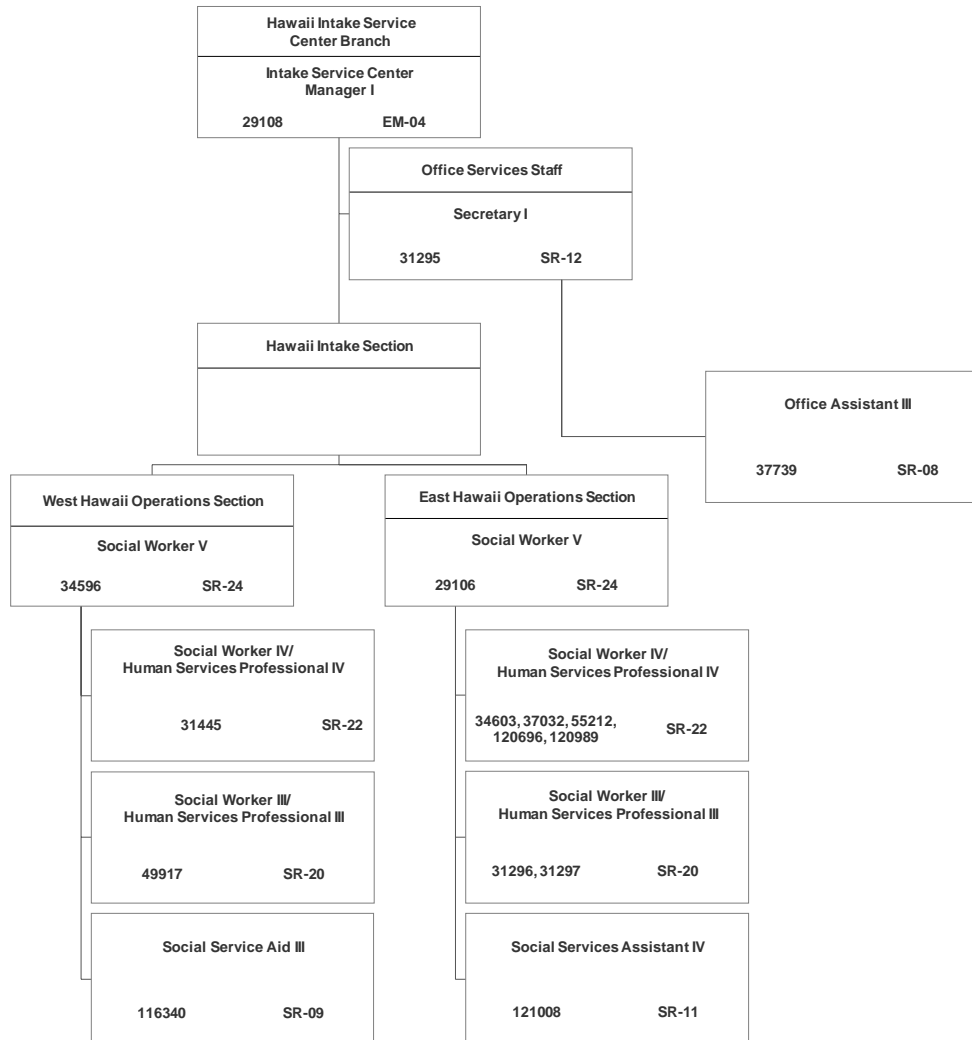 Hawaii Intake Service
Center Branch
Intake Service Center
Manager I
29108 EM-04
Office Services Staff
Secretary I
31295 SR-12
Hawaii Intake Section
Office Assistant III
37739 SR-08
West Hawaii Operations Section
Social Worker V
34596 SR-24
East Hawaii Operations Section
Social Worker V
29106 SR-24
Social Worker IV/
Human Services Professional IV
31445 SR-22
Social Worker IV/
Human Services Professional IV
34603, 37032, 55212,
120696, 120989 SR-22
Social Worker III/
Human Services Professional III
49917 SR-20
Social Worker III/
Human Services Professional III
31296, 31297 SR-20
Social Service Aid III
116340 SR-09
Social Services Assistant IV
121008 SR-11